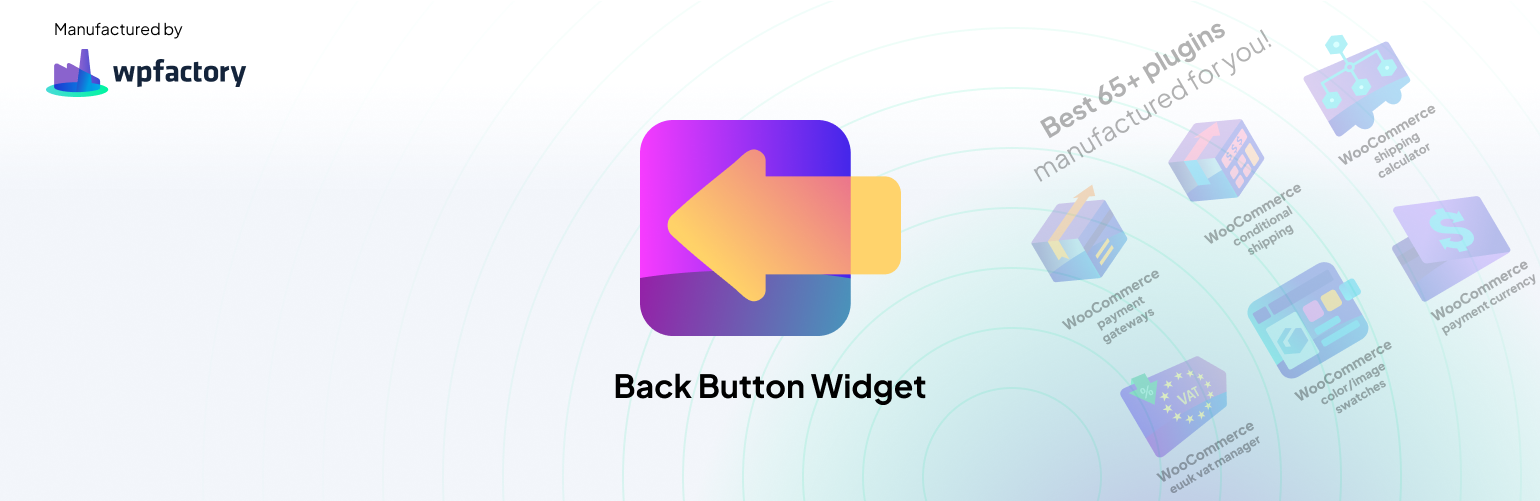 Manufactured by
wpfactory
Best 65+ plugins
manufactured for you!
WooCommerce
shipping
calculator
$ $ $
WooCommerce
conditional
shipping
WooCommerce
payment
gateways
$
WooCommerce
payment currency
WooCommerce
color/image
swatches
%
VAT
WooCommerce
euuk vat manager
Back Button Widget